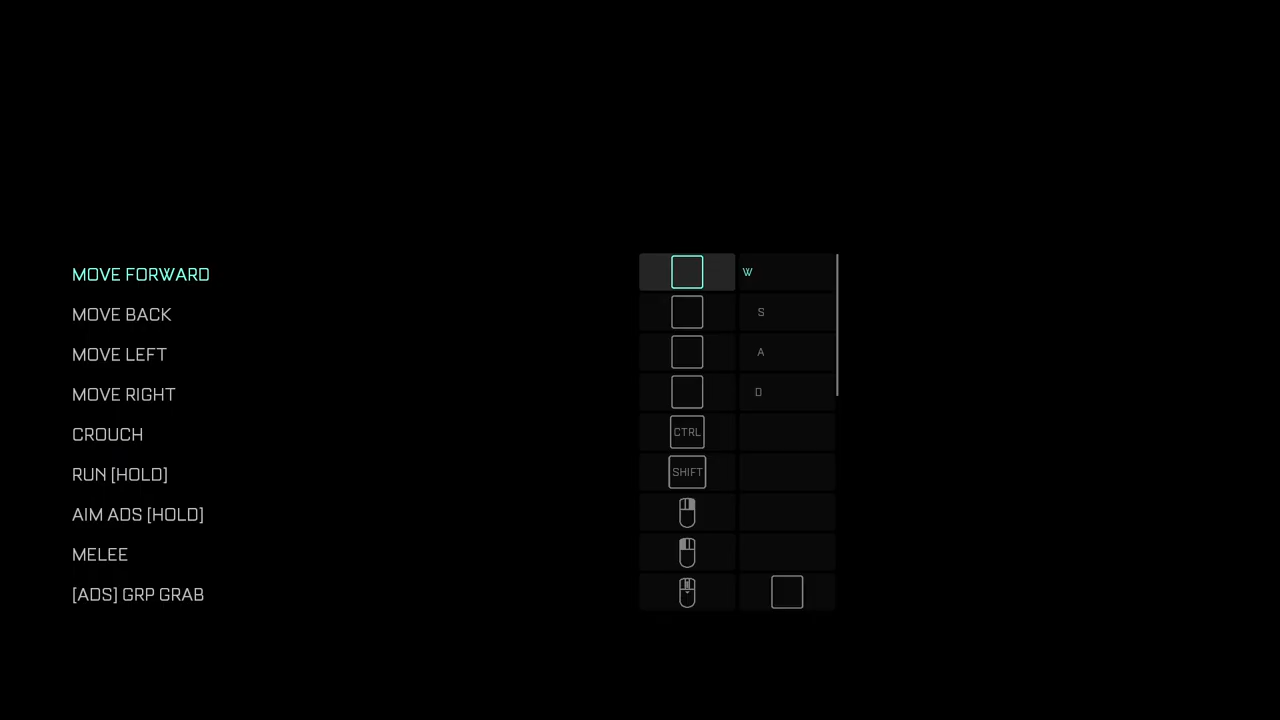 MOVE FORWARD W
MOVE BACK S
MOVE LEFT A
MOVE RIGHT D
CROUCH CTRL
RUN [HOLD] SHIFT
AIM ADS [HOLD]
MELEE
[ADS] GRP GRAB